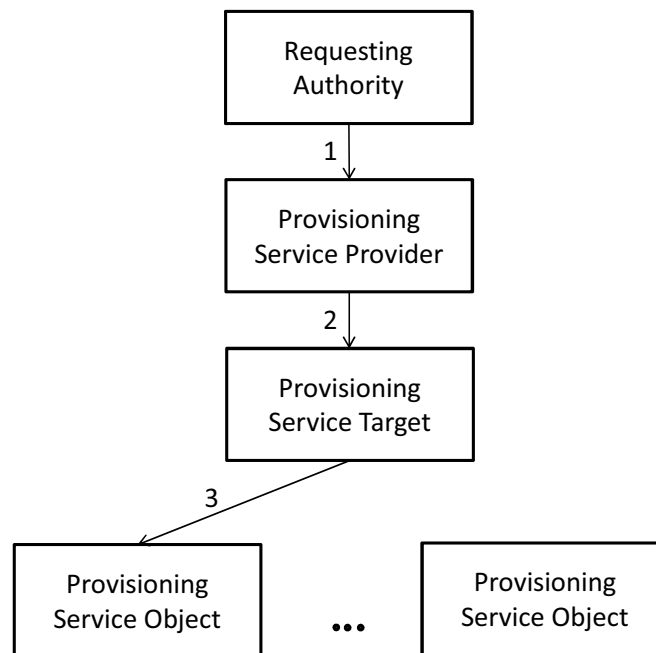 Requesting
Authority
1
Provisioning
Service Provider
2
Provisioning
Service Target
3
Provisioning
Service Object
...
Provisioning
Service Object